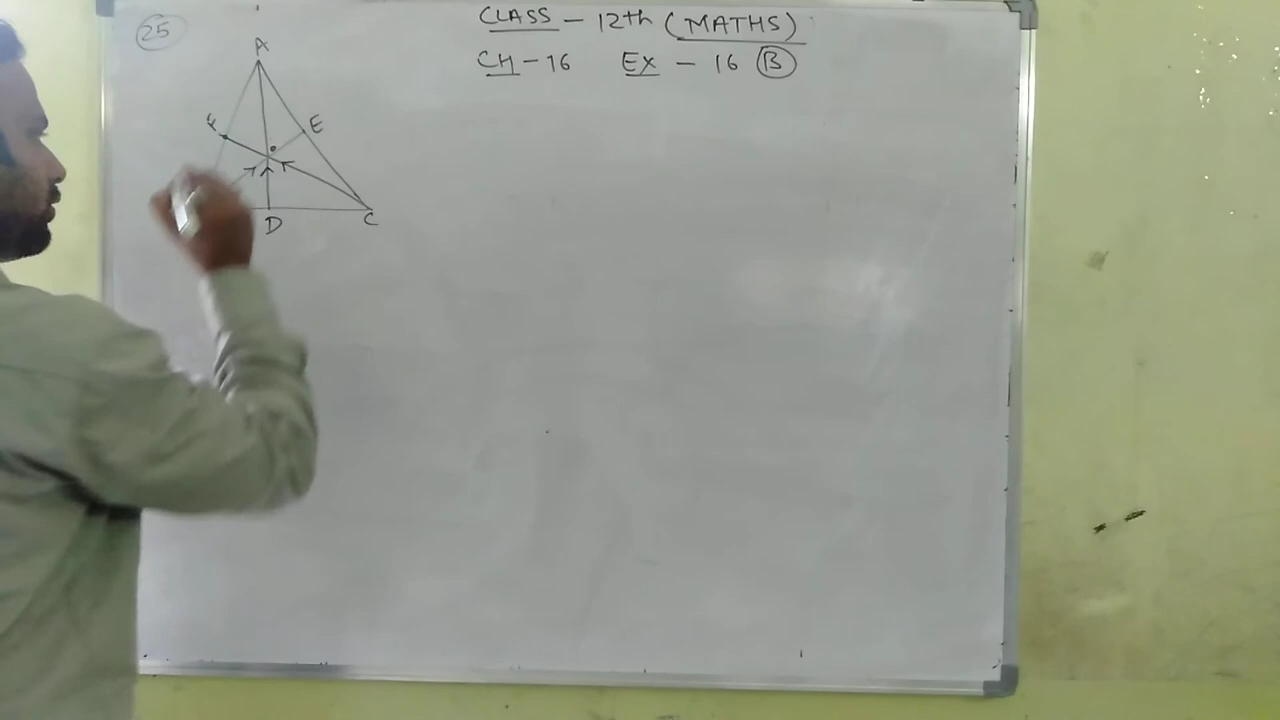 CLASS - 12th (MATHS)
CH - 16 EX - 16 (B)
25
A
F
E
O
D
C